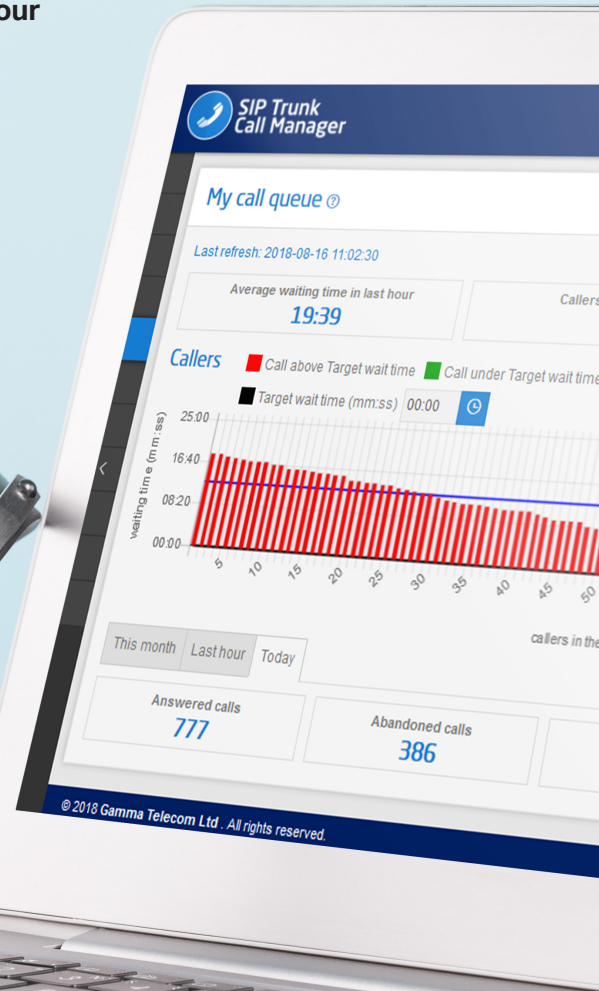 our
SIP Trunk
Call Manager
My call queue
Last refresh: 2018-08-16 11:02:30
Average waiting time in last hour
19:39
Callers
Callers
Call above Target wait time
Call under Target wait time
Target wait time (mm:ss)
00:00
25:00
16:40
08:20
00:00
waiting time (mm:ss)
5 10 15 20 25 30 35 40 45 50
callers in the
This month
Last hour
Today
Answered calls
777
Abandoned calls
386
© 2018 Gamma Telecom Ltd . All rights reserved.